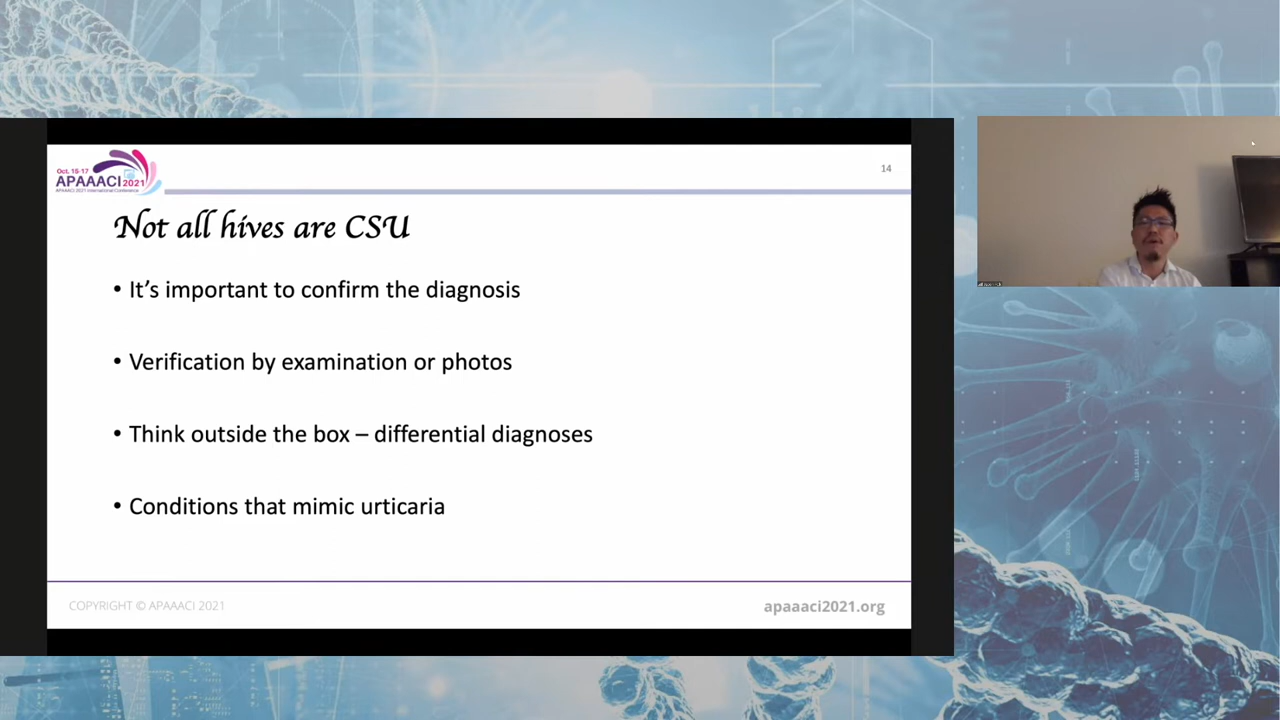 Oct. 15-17
APAAACI 2021
APAAACI 2021 International Conference
14
Not all hives are CSU
• It’s important to confirm the diagnosis
• Verification by examination or photos
• Think outside the box – differential diagnoses
• Conditions that mimic urticaria
COPYRIGHT © APAAACI 2021
apaaaci2021.org